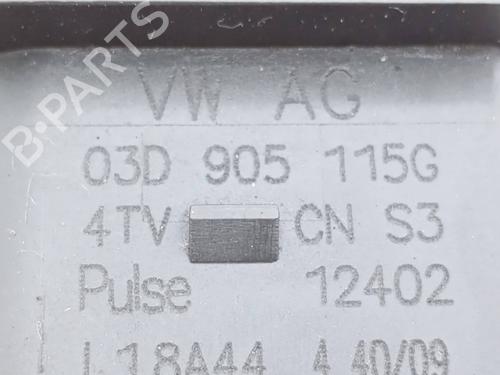 VW AG
03D 905 115G
4TV CN S3
Pulse 12402
L18A44 4 40/09
B-PARTS